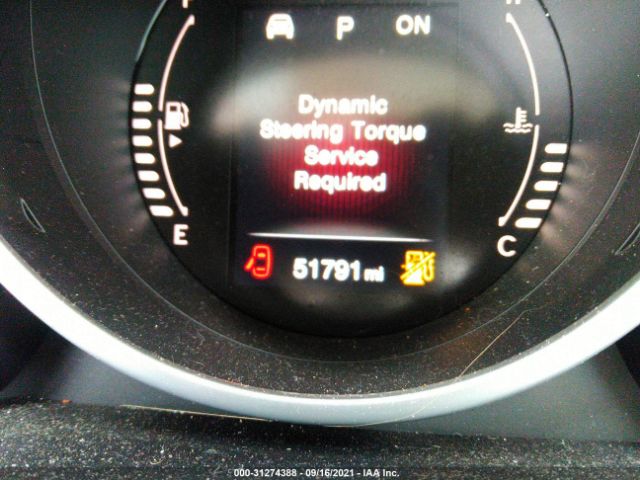 P ON
Dynamic
Steering Torque
Service
Required
E
C
51791 mi
000-31274388 - 09/16/2021 - IAA Inc.